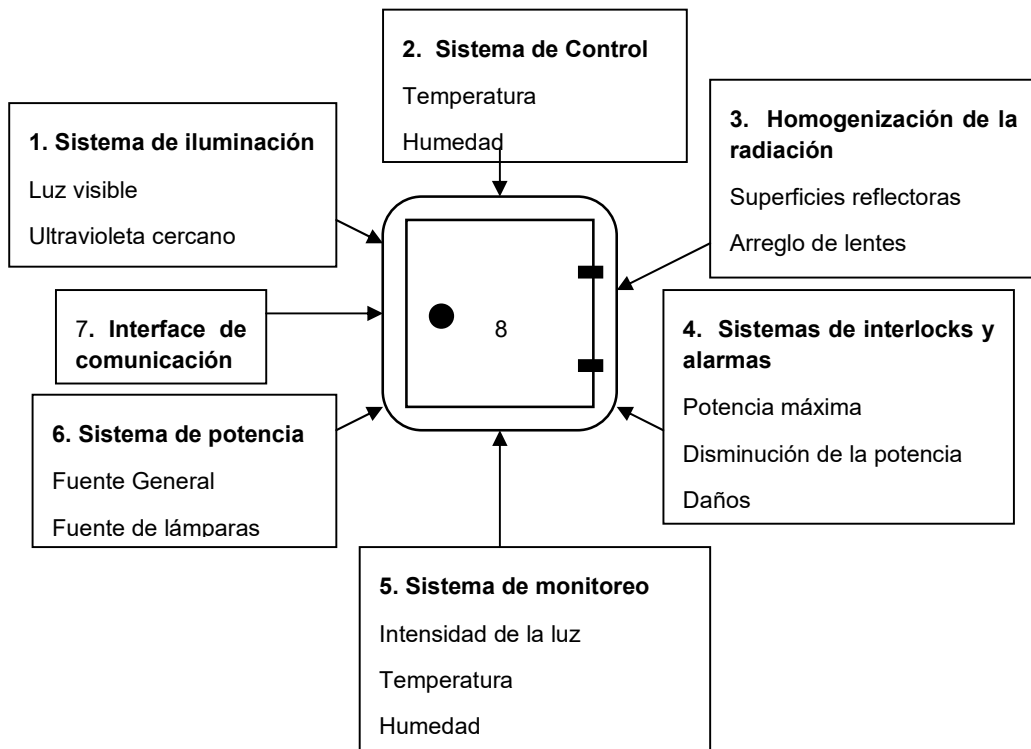 1. Sistema de iluminación
Luz visible
Ultravioleta cercano
2. Sistema de Control
Temperatura
Humedad
3. Homogenización de la
radiación
Superficies reflectoras
Arreglo de lentes
4. Sistemas de interlocks y
alarmas
Potencia máxima
Disminución de la potencia
Daños
5. Sistema de monitoreo
Intensidad de la luz
Temperatura
Humedad
6. Sistema de potencia
Fuente General
Fuente de lámparas
7. Interface de
comunicación
8